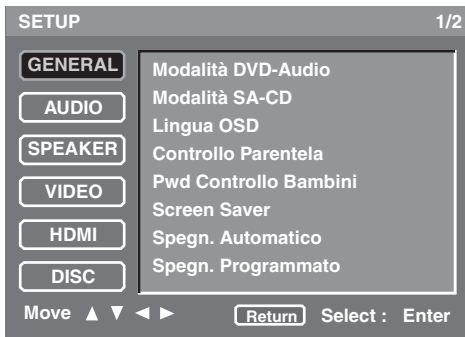 SETUP 1/2
GENERAL
AUDIO
SPEAKER
VIDEO
HDMI
DISC
Modalità DVD-Audio
Modalità SA-CD
Lingua OSD
Controllo Parentela
Pwd Controllo Bambini
Screen Saver
Spegn. Automatico
Spegn. Programmato
Move ▲ ▼ ◄ ► Return Select : Enter